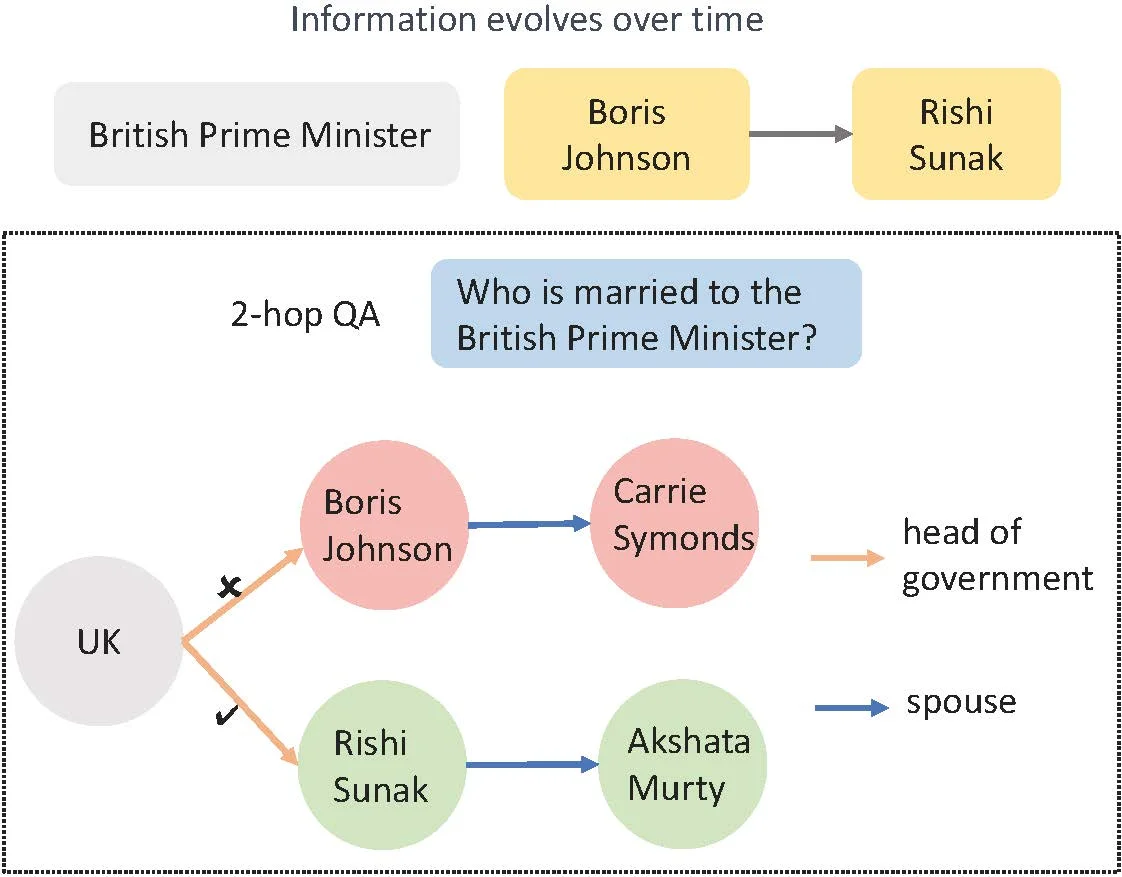 Information evolves over time
British Prime Minister
Boris
Johnson
Rishi
Sunak
2-hop QA
Who is married to the
British Prime Minister?
Boris
Johnson
Carrie
Symonds
head of
government
✘
UK
✔
Rishi
Sunak
Akshata
Murty
spouse